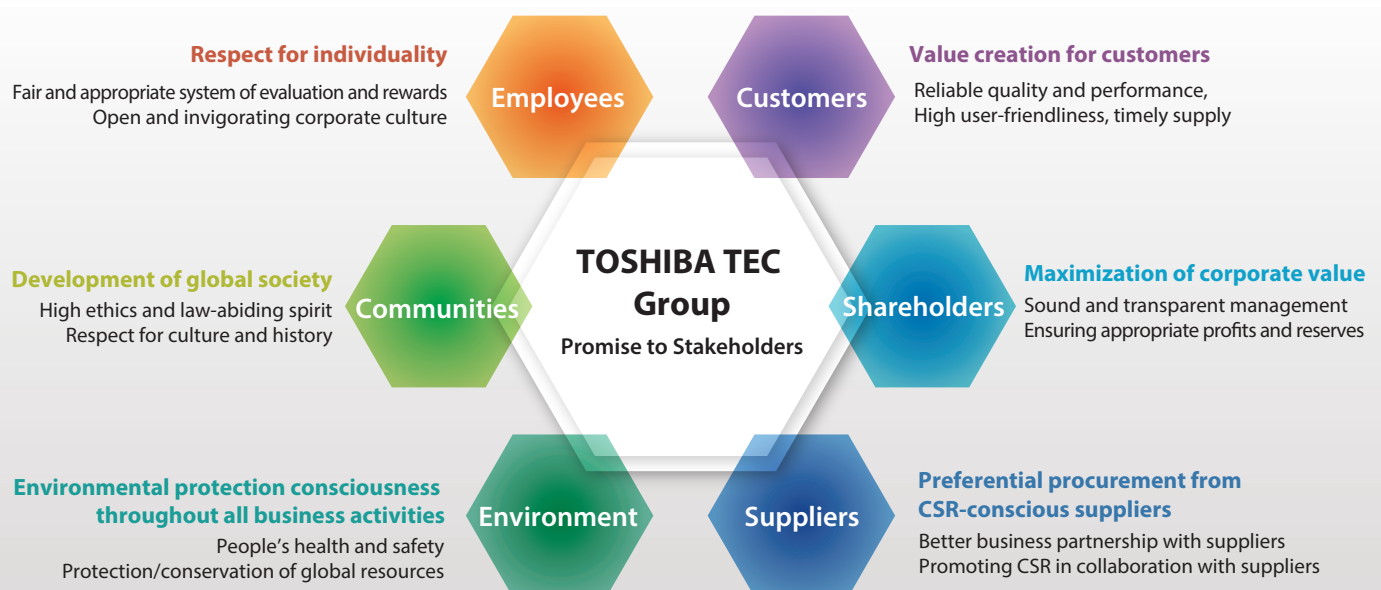 Respect for individuality
Fair and appropriate system of evaluation and rewards
Open and invigorating corporate culture
Employees
Customers
Value creation for customers
Reliable quality and performance,
High user-friendliness, timely supply
Development of global society
High ethics and law-abiding spirit
Respect for culture and history
Communities
TOSHIBA TEC
Group
Promise to Stakeholders
Shareholders
Maximization of corporate value
Sound and transparent management
Ensuring appropriate profits and reserves
Environmental protection consciousness
throughout all business activities
People’s health and safety
Protection/conservation of global resources
Environment
Suppliers
Preferential procurement from
CSR-conscious suppliers
Better business partnership with suppliers
Promoting CSR in collaboration with suppliers